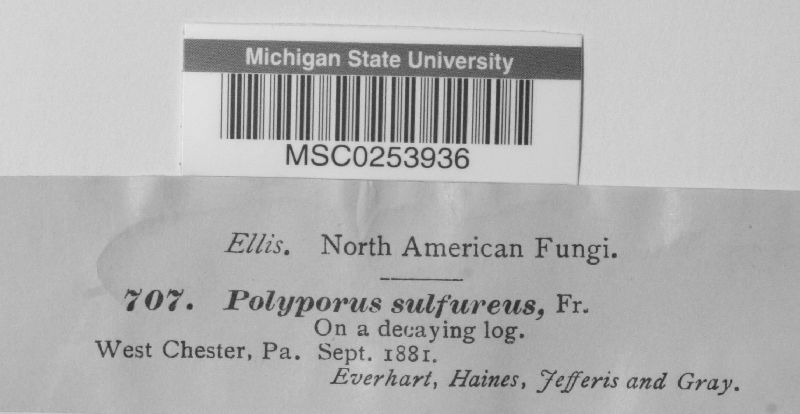 Michigan State University
MSC0253936
Ellis. North American Fungi.
707. Polyporus sulfureus, Fr.
On a decaying log.
West Chester, Pa. Sept. 1881.
Everhart, Haines, Jefferis and Gray.